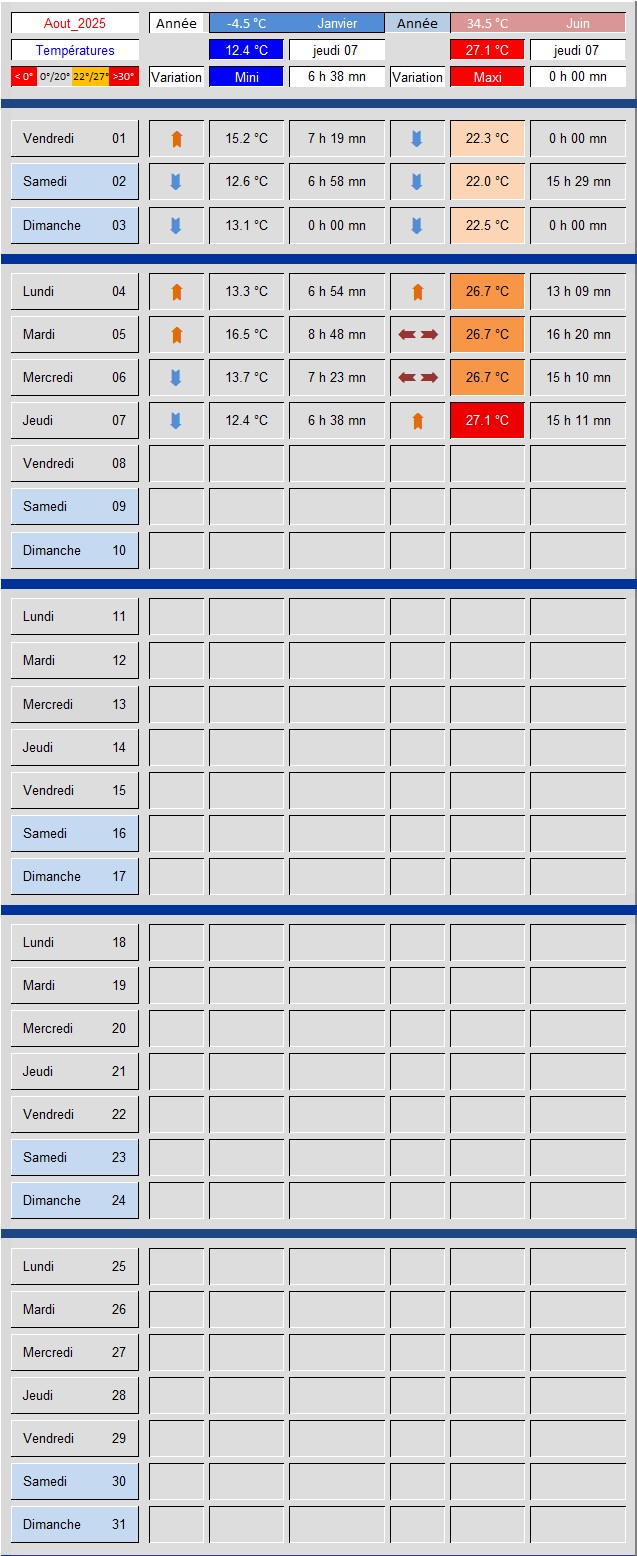 Aout_2025 Année -4.5 °C Janvier Année 34.5 °C Juin
Températures 12.4 °C jeudi 07 27.1 °C jeudi 07
< 0° 0°/20° 22°/27° >30° Variation Mini 6 h 38 mn Variation Maxi 0 h 00 mn
Vendredi 01 15.2 °C 7 h 19 mn 22.3 °C 0 h 00 mn
Samedi 02 12.6 °C 6 h 58 mn 22.0 °C 15 h 29 mn
Dimanche 03 13.1 °C 0 h 00 mn 22.5 °C 0 h 00 mn
Lundi 04 13.3 °C 6 h 54 mn 26.7 °C 13 h 09 mn
Mardi 05 16.5 °C 8 h 48 mn 26.7 °C 16 h 20 mn
Mercredi 06 13.7 °C 7 h 23 mn 26.7 °C 15 h 10 mn
Jeudi 07 12.4 °C 6 h 38 mn 27.1 °C 15 h 11 mn
Vendredi 08
Samedi 09
Dimanche 10
Lundi 11
Mardi 12
Mercredi 13
Jeudi 14
Vendredi 15
Samedi 16
Dimanche 17
Lundi 18
Mardi 19
Mercredi 20
Jeudi 21
Vendredi 22
Samedi 23
Dimanche 24
Lundi 25
Mardi 26
Mercredi 27
Jeudi 28
Vendredi 29
Samedi 30
Dimanche 31